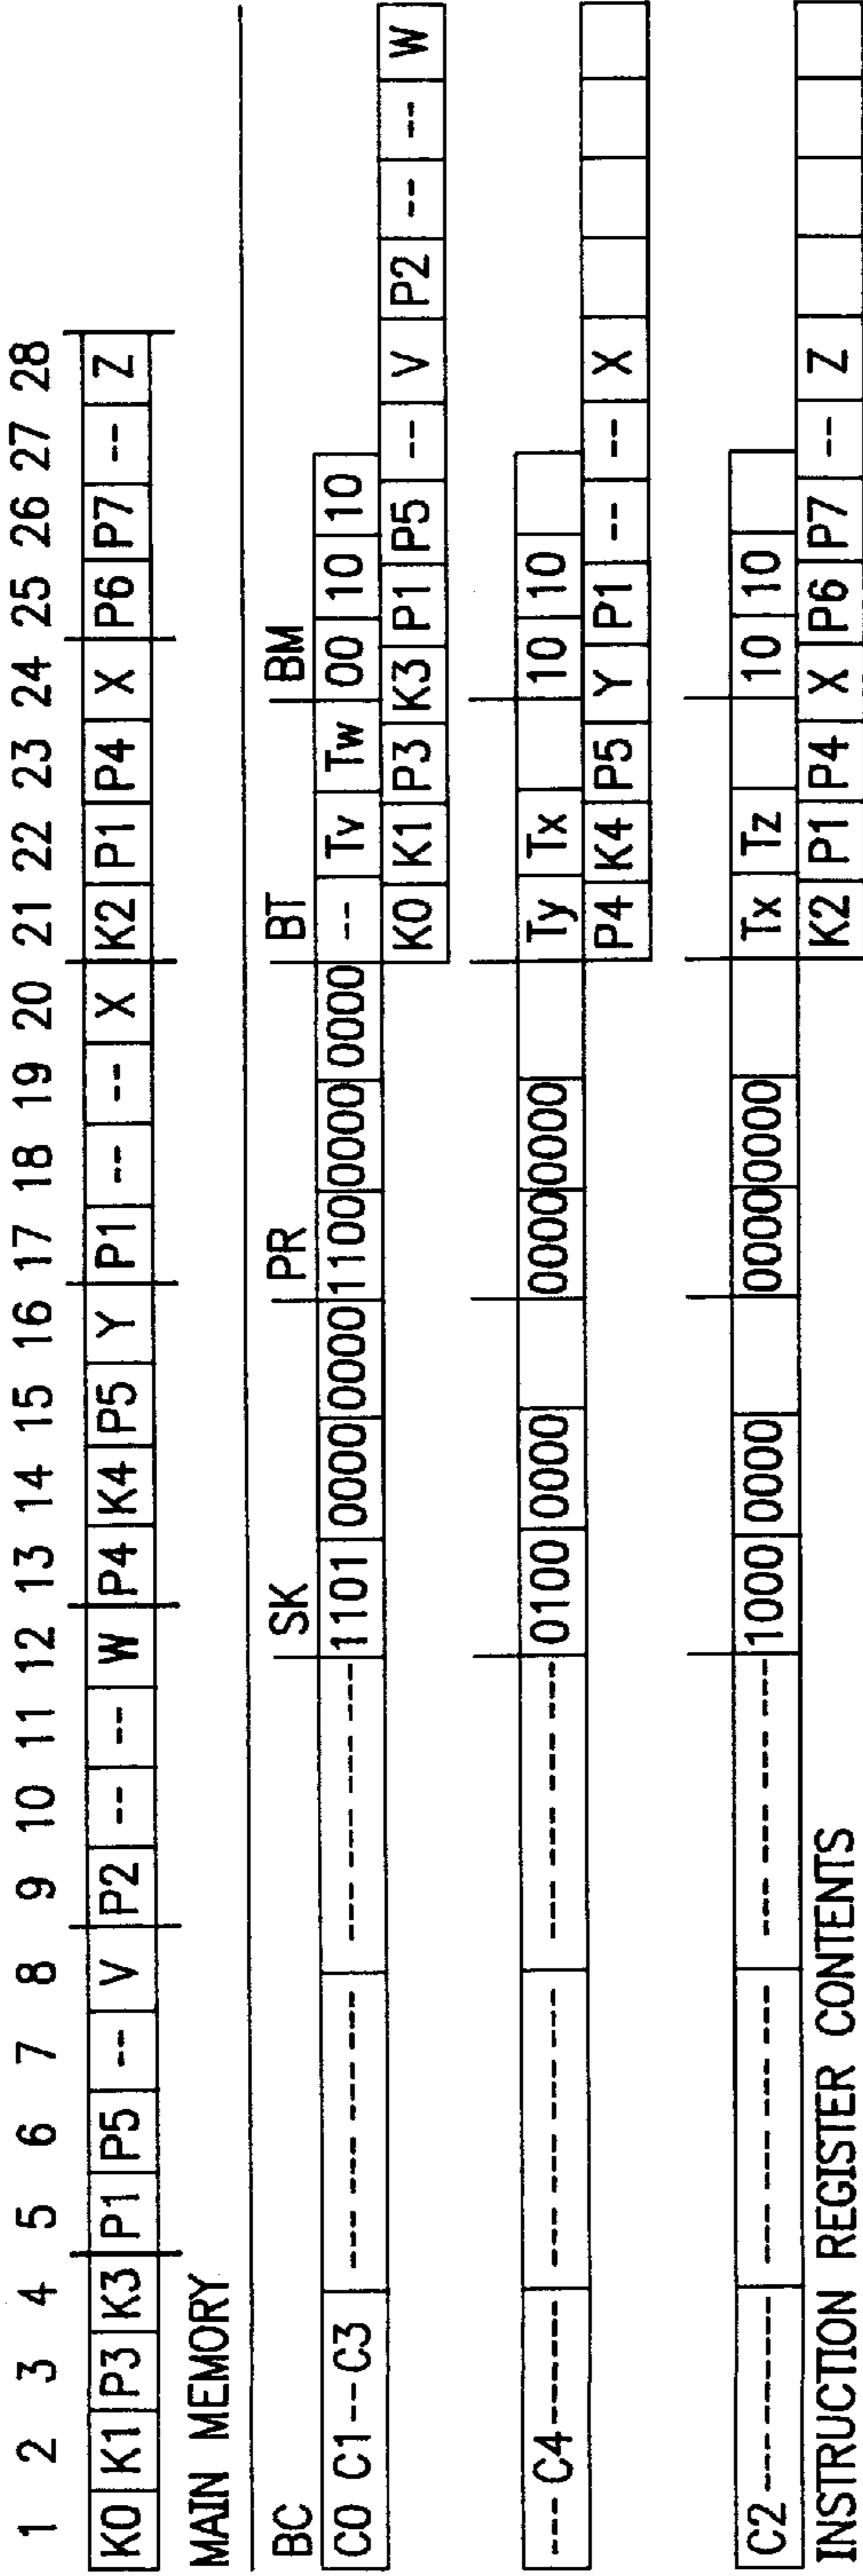 1 2 3 4 5 6 7 8 9 10 11 12 13 14 15 16 17 18 19 20 21 22 23 24 25 26 27 28
K0 K1 P3 K3 P1 P5 -- V P2 -- -- W P4 K4 P5 Y P1 -- -- X K2 P1 P4 X P6 P7 -- Z
MAIN MEMORY
BC SK PR BT BM
C0 C1--C3 ---- --- ---- --- ---- --- ---- --- 1101 0000 0000 1100 0000 0000 -- Tv Tw 00 10 10
K0 K1 P3 K3 P1 P5 -- V P2 -- -- W
--- C4------- ---- --- ---- --- ---- --- ---- --- 0100 0000 0000 0000 Ty Tx 10 10
P4 K4 P5 Y P1 -- -- X
C2----------- ---- --- ---- --- ---- --- ---- --- 1000 0000 0000 0000 Tx Tz 10 10
K2 P1 P4 X P6 P7 -- Z
INSTRUCTION REGISTER CONTENTS